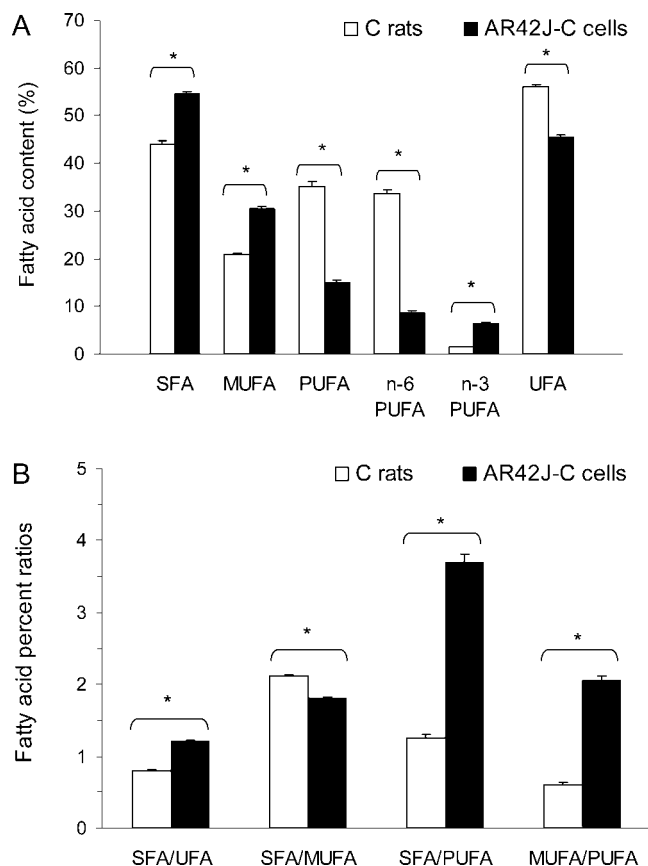 A
C rats
AR42J-C cells
Fatty acid content (%)
70
60
50
40
30
20
10
0
*
*
*
*
*
*
SFA
MUFA
PUFA
n-6
PUFA
n-3
PUFA
UFA
B
C rats
AR42J-C cells
Fatty acid percent ratios
5
4
3
2
1
0
*
*
*
*
SFA/UFA
SFA/MUFA
SFA/PUFA
MUFA/PUFA